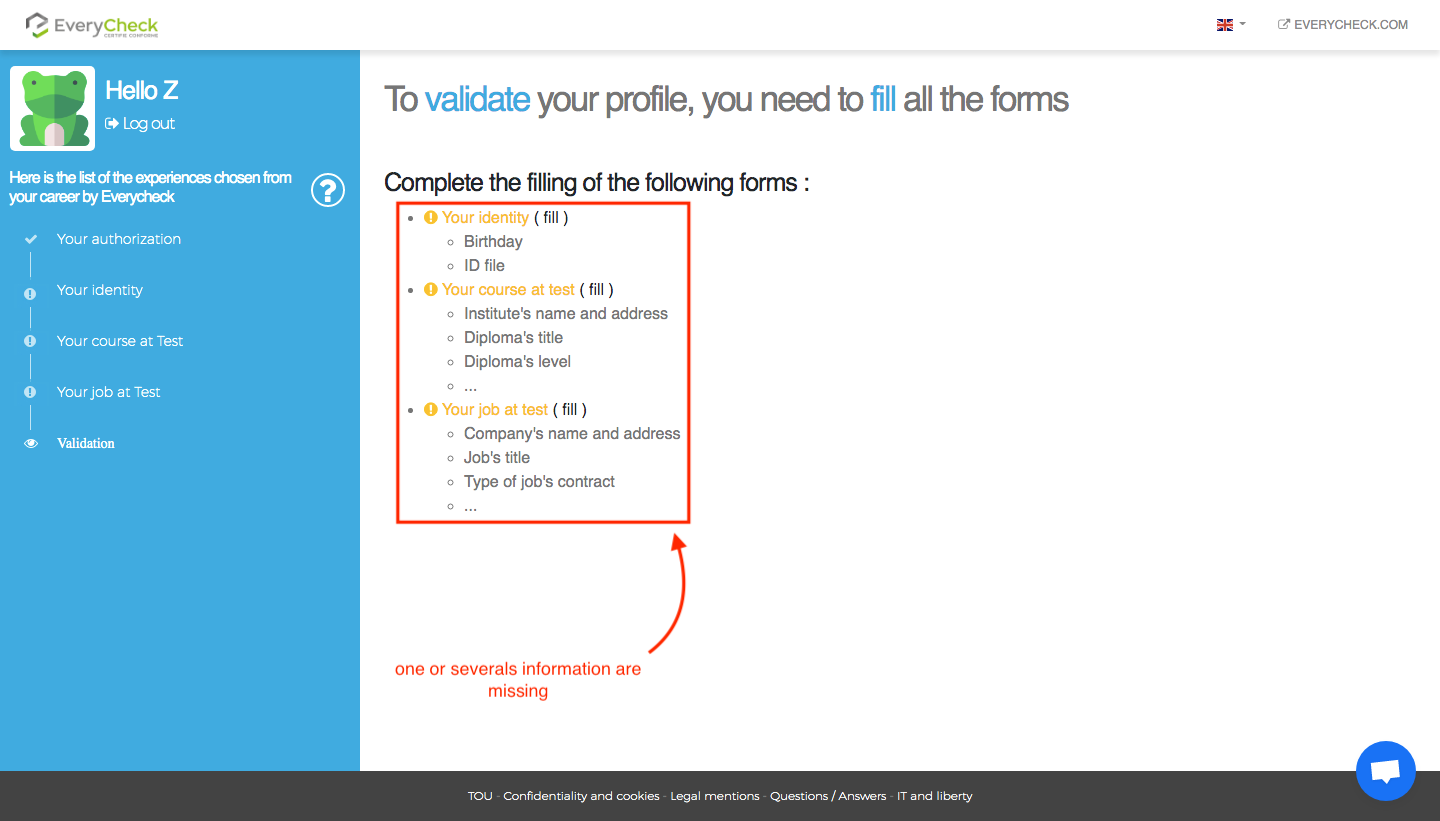 EveryCheck
CERTIFIÉ CONFORME
EVERYCHECK.COM
Hello Z
Log out
Here is the list of the experiences chosen from
your career by Everycheck
?
Your authorization
Your identity
Your course at Test
Your job at Test
Validation
To validate your profile, you need to fill all the forms
Complete the filling of the following forms :
Your identity ( fill )
Birthday
ID file
Your course at test ( fill )
Institute's name and address
Diploma's title
Diploma's level
...
Your job at test ( fill )
Company's name and address
Job's title
Type of job's contract
...
one or severals information are
missing
TOU - Confidentiality and cookies - Legal mentions - Questions / Answers - IT and liberty